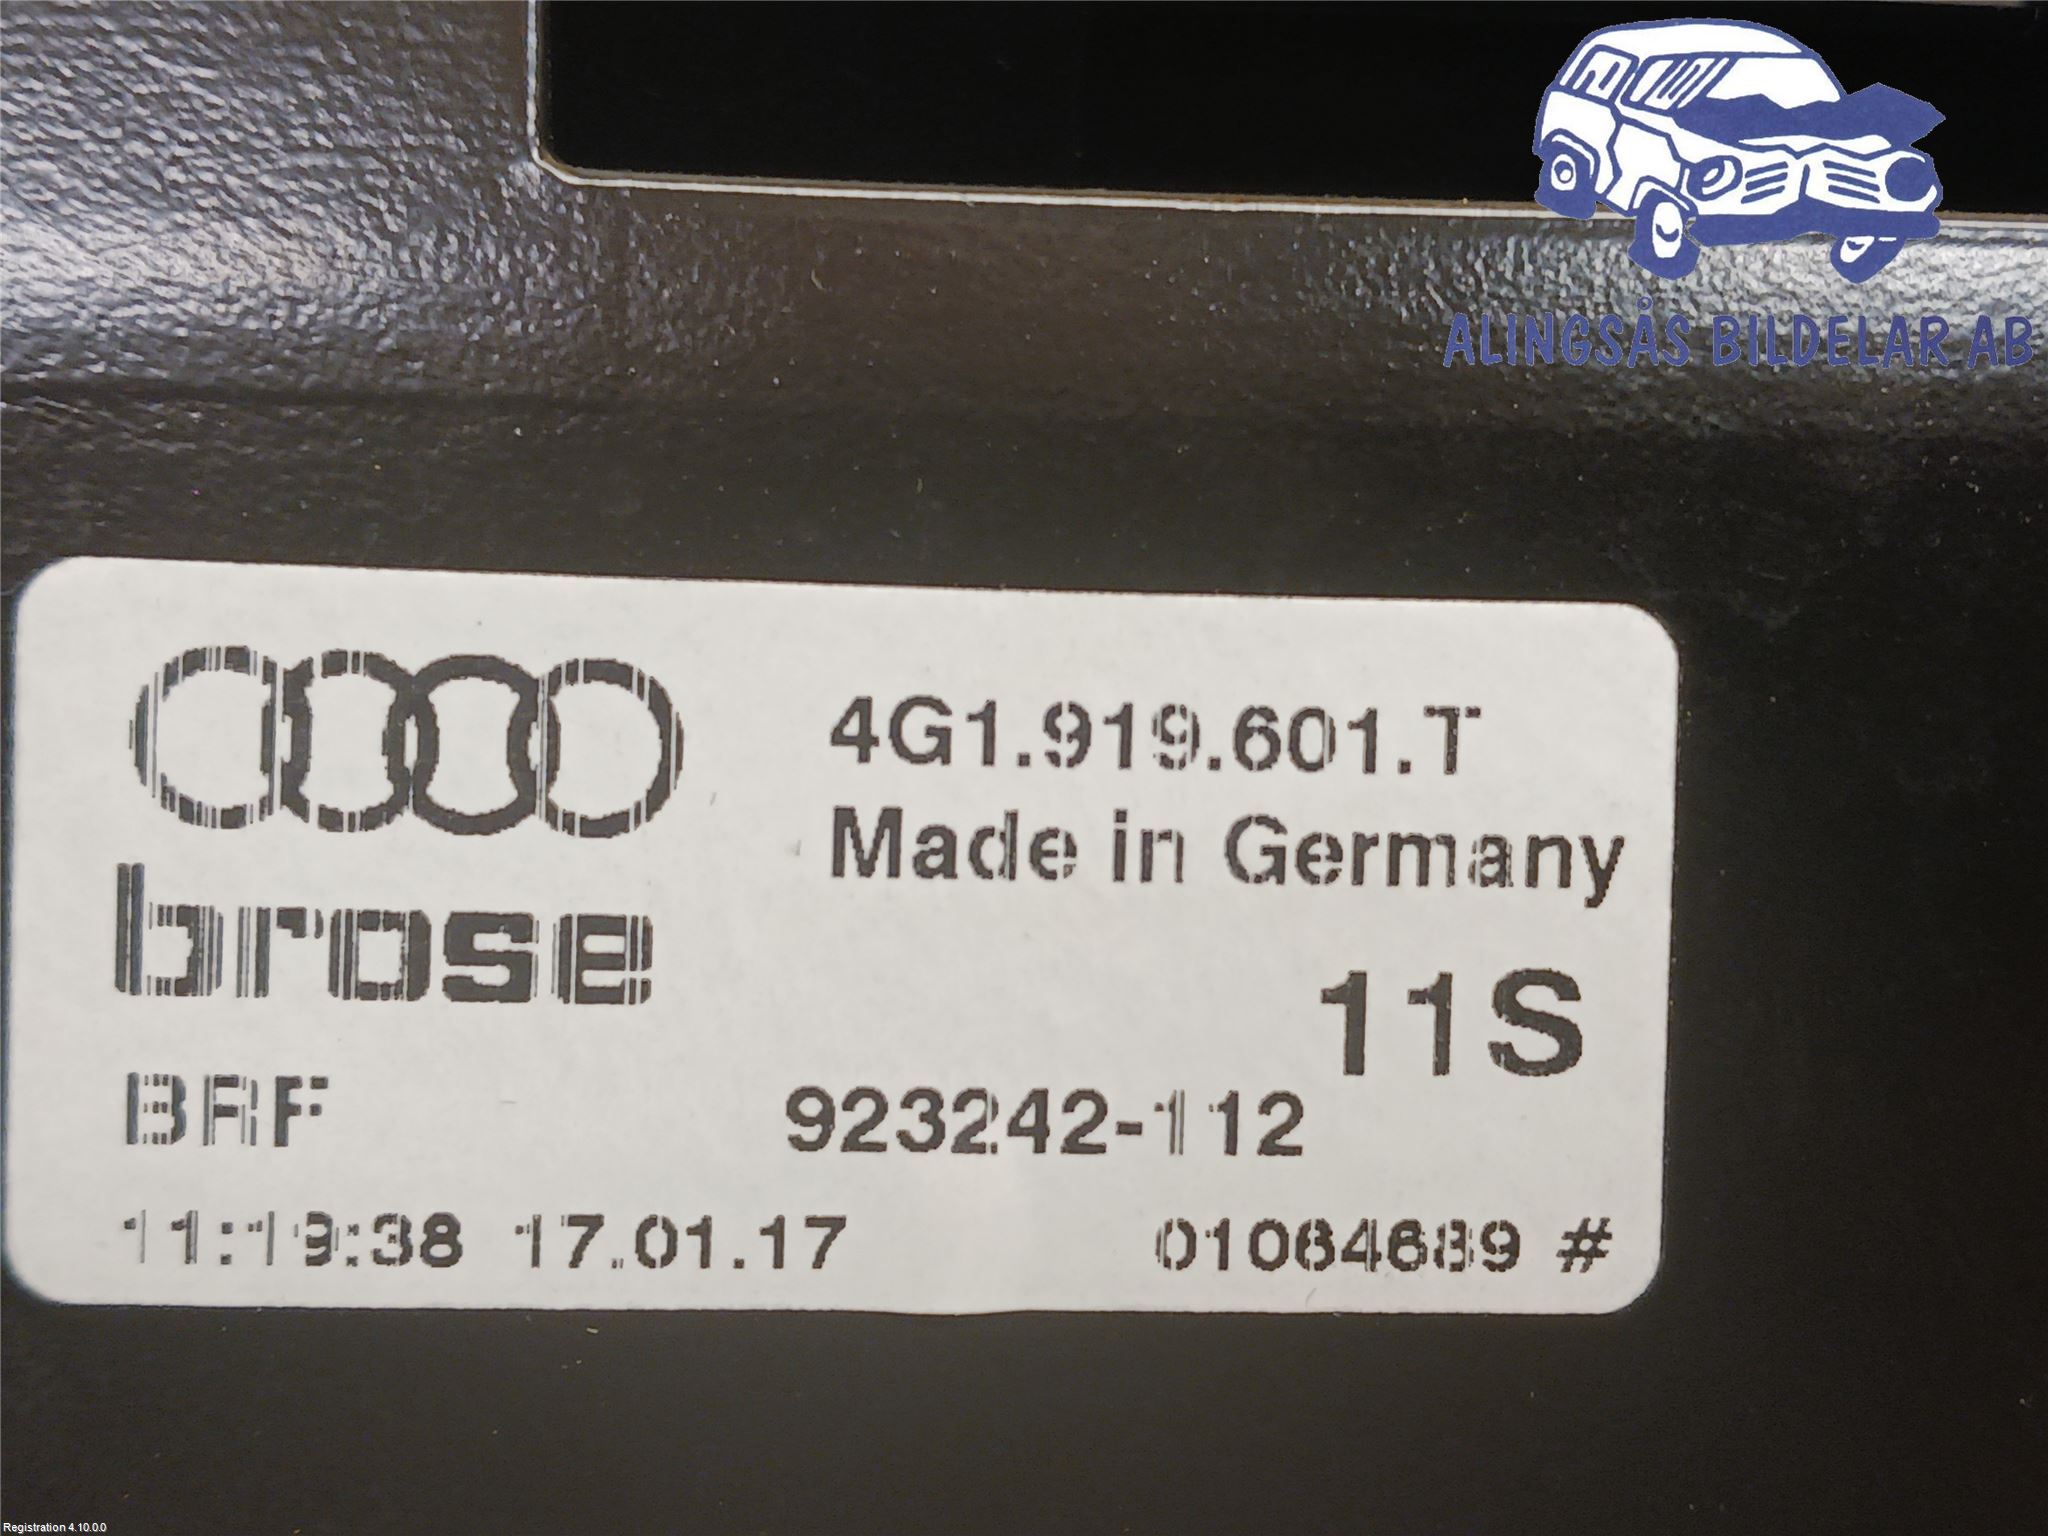 ALINGSÅS BILDELAR AB
4G1.919.601.T
Made in Germany
brose
11S
BRF
923242-112
11:19:38 17.01.17
01064689 #
Registration 4.10.0.0